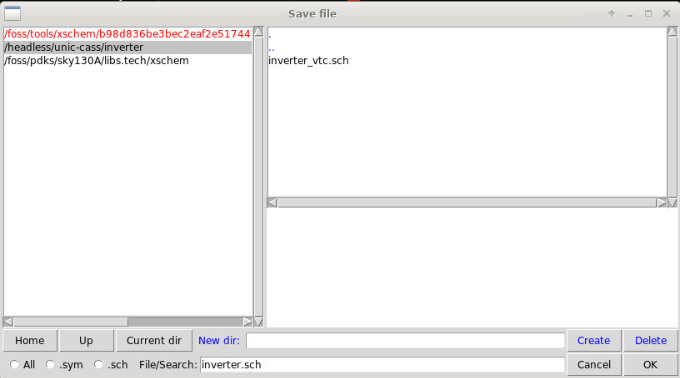 Save file
/foss/tools/xschem/b98d836be3bec2eaf2e51744
/headless/unic-cass/inverter
/foss/pdks/sky130A/libs.tech/xschem
.
..
inverter_vtc.sch
Home Up Current dir New dir: Create Delete
All .sym .sch File/Search: inverter.sch Cancel OK